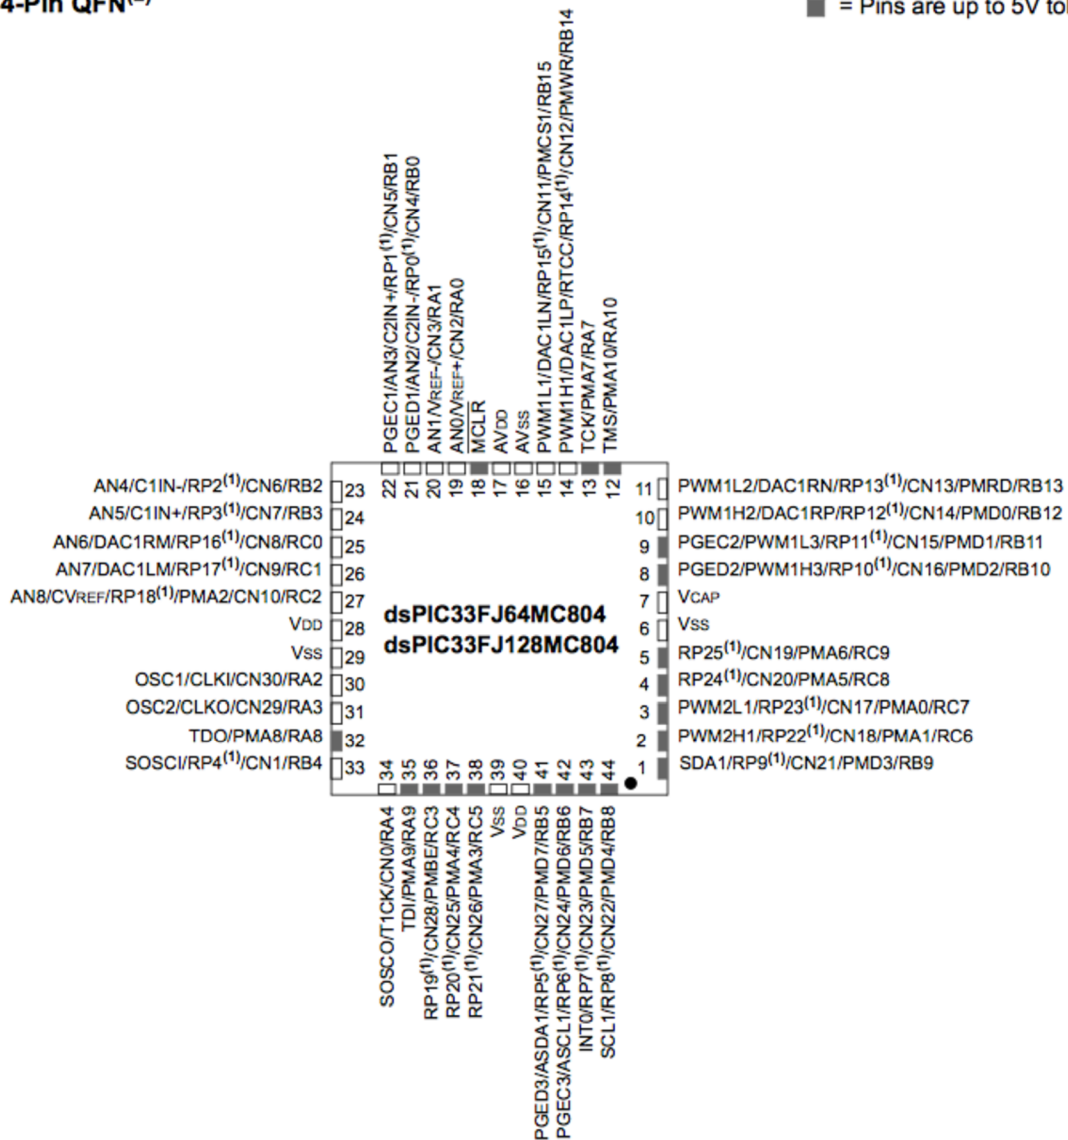 4-Pin QFN
= Pins are up to 5V tol
PGEC1/AN3/C2IN+/RP1(1)/CN5/RB1
PGED1/AN2/C2IN-/RP0(1)/CN4/RB0
AN1/VREF-/CN3/RA1
AN0/VREF+/CN2/RA0
MCLR
AVDD
AVSS
PWM1L1/DAC1LN/RP15(1)/CN11/PMCS1/RB15
PWM1H1/DAC1LP/RTCC/RP14(1)/CN12/PMWR/RB14
TCK/PMA7/RA7
TMS/PMA10/RA10
22 21 20 19 18 17 16 15 14 13 12
AN4/C1IN-/RP2(1)/CN6/RB2 23
AN5/C1IN+/RP3(1)/CN7/RB3 24
AN6/DAC1RM/RP16(1)/CN8/RC0 25
AN7/DAC1LM/RP17(1)/CN9/RC1 26
AN8/CVREF/RP18(1)/PMA2/CN10/RC2 27
VDD 28
VSS 29
OSC1/CLKI/CN30/RA2 30
OSC2/CLKO/CN29/RA3 31
TDO/PMA8/RA8 32
SOSCI/RP4(1)/CN1/RB4 33
dsPIC33FJ64MC804
dsPIC33FJ128MC804
11 PWM1L2/DAC1RN/RP13(1)/CN13/PMRD/RB13
10 PWM1H2/DAC1RP/RP12(1)/CN14/PMD0/RB12
9 PGEC2/PWM1L3/RP11(1)/CN15/PMD1/RB11
8 PGED2/PWM1H3/RP10(1)/CN16/PMD2/RB10
7 VCAP
6 VSS
5 RP25(1)/CN19/PMA6/RC9
4 RP24(1)/CN20/PMA5/RC8
3 PWM2L1/RP23(1)/CN17/PMA0/RC7
2 PWM2H1/RP22(1)/CN18/PMA1/RC6
1 SDA1/RP9(1)/CN21/PMD3/RB9
34 35 36 37 38 39 40 41 42 43 44
SOSCO/T1CK/CN0/RA4
TDI/PMA9/RA9
RP19(1)/CN28/PMBE/RC3
RP20(1)/CN25/PMA4/RC4
RP21(1)/CN26/PMA3/RC5
VSS
VDD
PGED3/ASDA1/RP5(1)/CN27/PMD7/RB5
PGEC3/ASCL1/RP6(1)/CN24/PMD6/RB6
INT0/RP7(1)/CN23/PMD5/RB7
SCL1/RP8(1)/CN22/PMD4/RB8